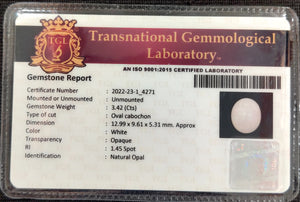 TGL
Transnational Gemmological
Laboratory
AN ISO 9001:2015 CERTIFIED LABORATORY
Gemstone Report
Certificate Number : 2022-23-1_4271
Mounted or Unmounted : Unmounted
Gemstone Weight : 3.42 (Cts)
Type of cut : Oval cabochon
Dimension : 12.99 x 9.61 x 5.31 mm. Approx
Color : White
Transparency : Opaque
RI : 1.45 Spot
Identification : Natural Opal